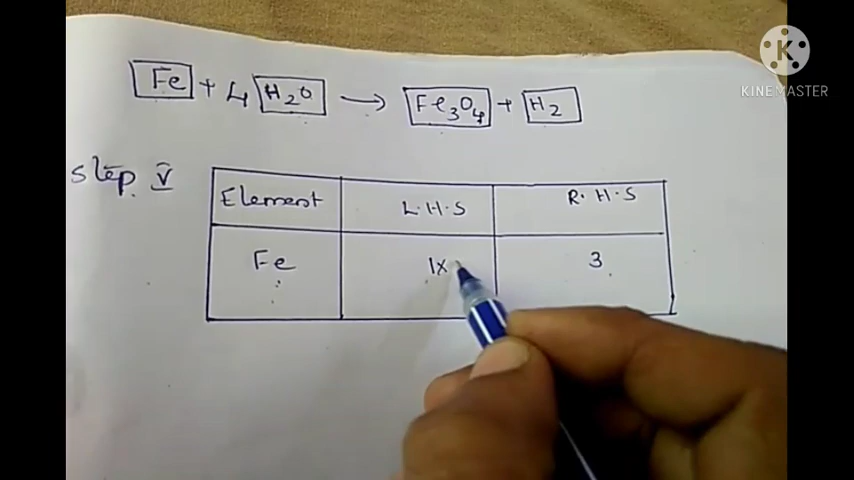 K
KINEMASTER
Fe + 4 H₂O → Fe₃O₄ + H₂
Step V
Element L.H.S R.H.S
Fe 1x 3